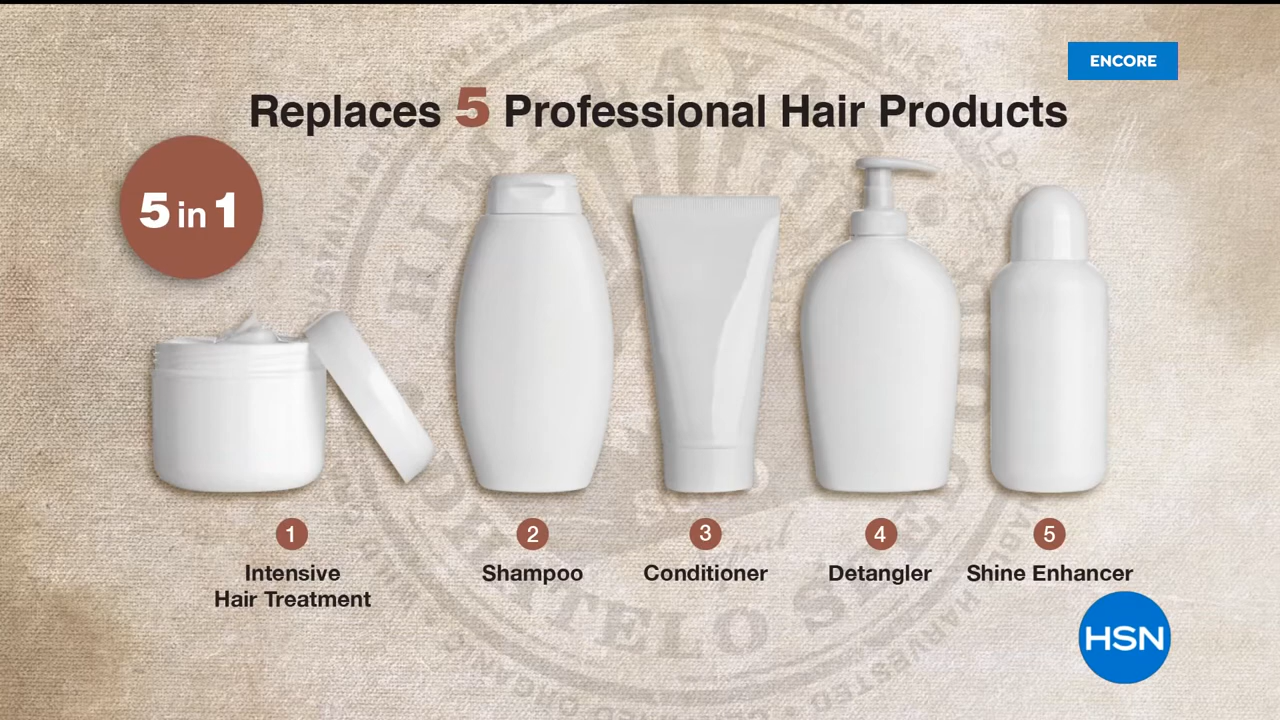 ENCORE
Replaces 5 Professional Hair Products
5 in 1
1
2
3
4
5
Intensive
Hair Treatment
Shampoo
Conditioner
Detangler
Shine Enhancer
HSN